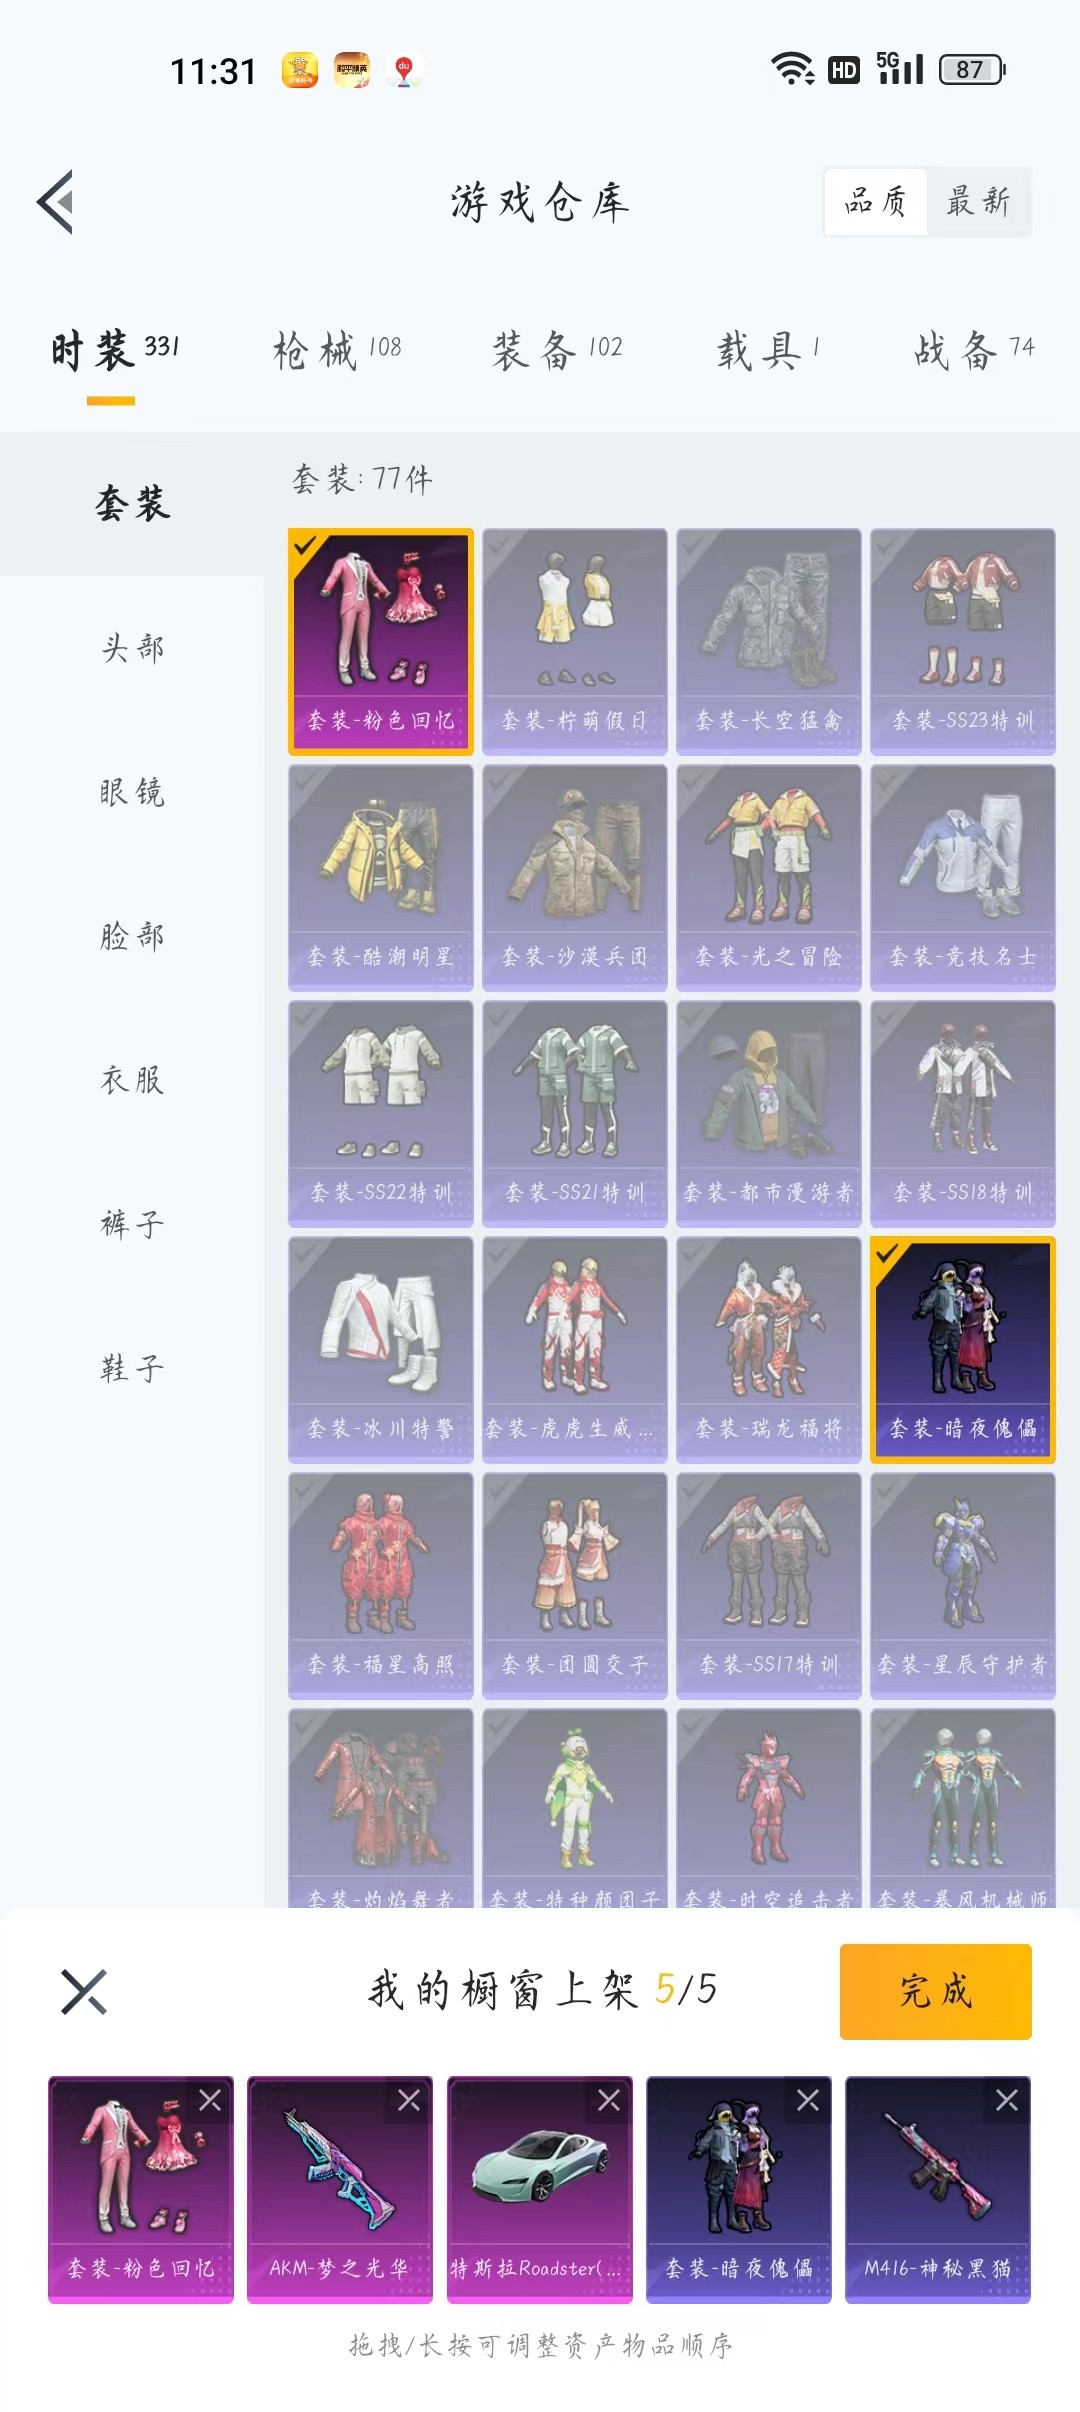 11:31
HD 5G 87
游戏仓库
品质 最新
时装 331 枪械 108 装备 102 载具 1 战备 74
套装
头部
眼镜
脸部
衣服
裤子
鞋子
套装: 77件
套装-粉色回忆 套装-柠萌假日 套装-长空猛禽 套装-SS23特训
套装-酷潮明星 套装-沙漠兵团 套装-光之冒险 套装-竞技名士
套装-SS22特训 套装-SS21特训 套装-都市漫游者 套装-SS18特训
套装-冰川特警 套装-虎虎生威... 套装-瑞龙福将 套装-暗夜傀儡
套装-福星高照 套装-团圆交子 套装-SS17特训 套装-星辰守护者
套装-灼焰舞者 套装-特种颜团子 套装-时空追击者 套装-暴风机械师
我的橱窗上架 5/5
完成
套装-粉色回忆 AKM-梦之光华 特斯拉Roadster(... 套装-暗夜傀儡 M416-神秘黑猫
拖拽/长按可调整资产物品顺序